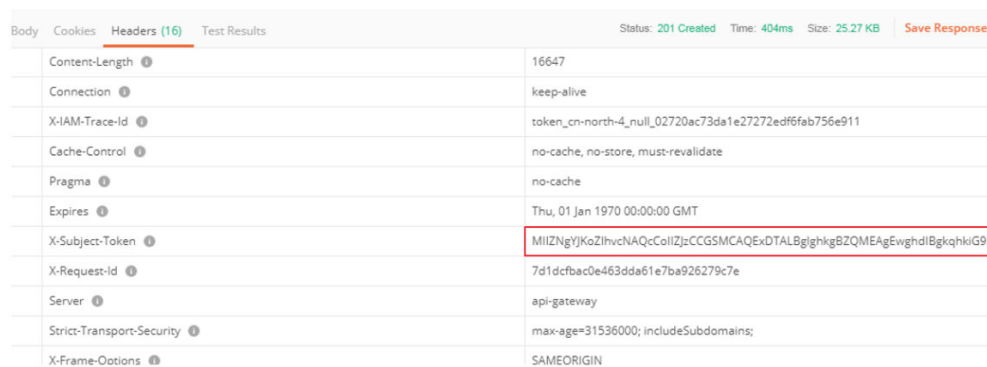 Body Cookies Headers (16) Test Results Status: 201 Created Time: 404ms Size: 25.27 KB Save Response
Content-Length 16647
Connection keep-alive
X-IAM-Trace-Id token_cn-north-4_null_02720ac73da1e27272edf6fab756e911
Cache-Control no-cache, no-store, must-revalidate
Pragma no-cache
Expires Thu, 01 Jan 1970 00:00:00 GMT
X-Subject-Token MIIZNgYJKoZIhvcNAQcCoIIZJzCCGSMCAQExDTALBglghkgBZQMEAgEwghdIBgkqhkiG9
X-Request-Id 7d1dcfbac0e463dda61e7ba926279c7e
Server api-gateway
Strict-Transport-Security max-age=31536000; includeSubdomains;
X-Frame-Options SAMEORIGIN